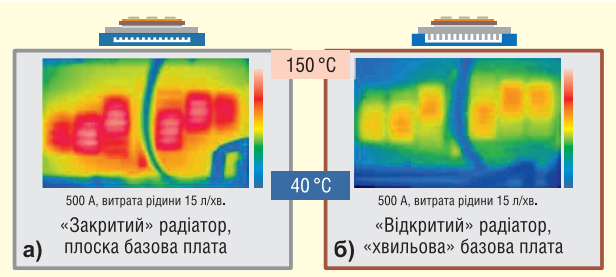 150 °C
40 °C
500 А, витрата рідини 15 л/хв.
«Закритий» радіатор,
а) плоска базова плата
500 А, витрата рідини 15 л/хв.
«Відкритий» радіатор,
б) «хвильова» базова плата